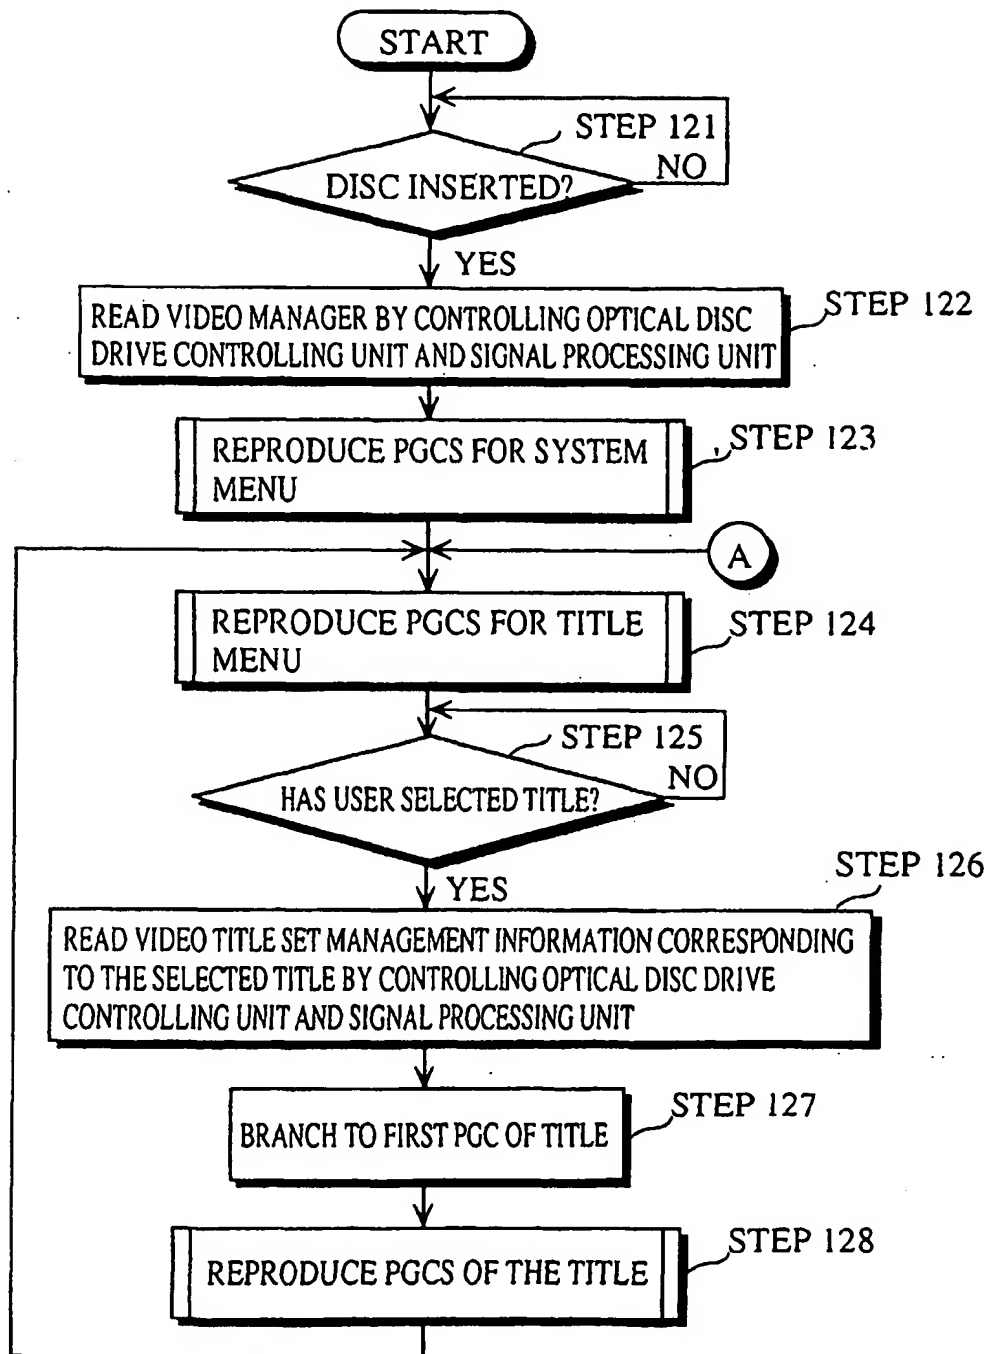 START
STEP 121
NO
DISC INSERTED?
YES
STEP 122
READ VIDEO MANAGER BY CONTROLLING OPTICAL DISC
DRIVE CONTROLLING UNIT AND SIGNAL PROCESSING UNIT
STEP 123
REPRODUCE PGCS FOR SYSTEM
MENU
A
REPRODUCE PGCS FOR TITLE
MENU
STEP 124
STEP 125
NO
HAS USER SELECTED TITLE?
YES
STEP 126
READ VIDEO TITLE SET MANAGEMENT INFORMATION CORRESPONDING
TO THE SELECTED TITLE BY CONTROLLING OPTICAL DISC DRIVE
CONTROLLING UNIT AND SIGNAL PROCESSING UNIT
STEP 127
BRANCH TO FIRST PGC OF TITLE
STEP 128
REPRODUCE PGCS OF THE TITLE